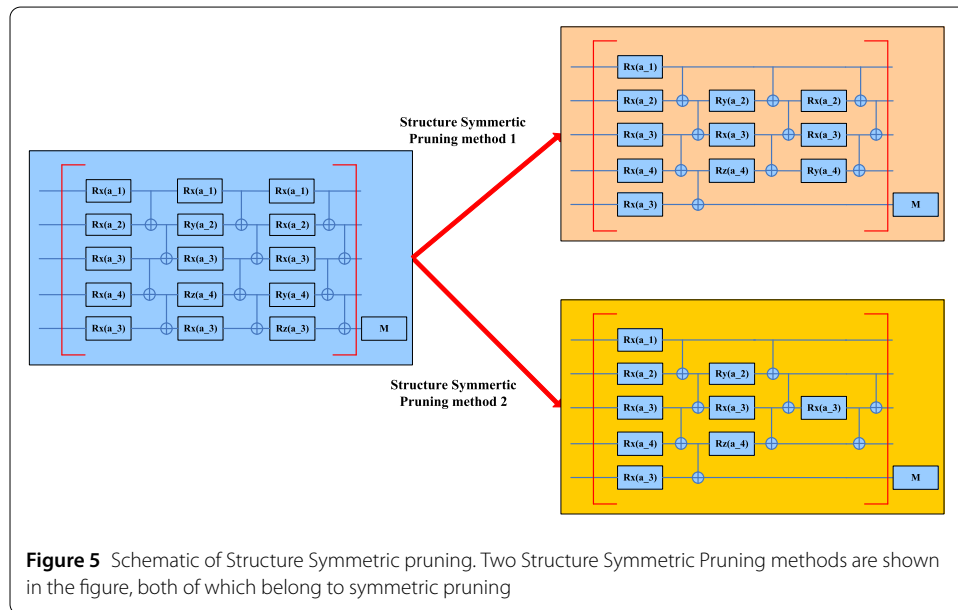 Rx(a_1) Rx(a_1) Rx(a_1)
Rx(a_2) Ry(a_2) Rx(a_2)
Rx(a_3) Rx(a_3) Rx(a_3)
Rx(a_4) Rz(a_4) Ry(a_4)
Rx(a_3) Rx(a_3) Rz(a_3) M
Structure Symmertic
Pruning method 1
Rx(a_1)
Rx(a_2) Ry(a_2) Rx(a_2)
Rx(a_3) Rx(a_3) Rx(a_3)
Rx(a_4) Rz(a_4) Ry(a_4)
Rx(a_3) M
Structure Symmertic
Pruning method 2
Rx(a_1)
Rx(a_2) Ry(a_2)
Rx(a_3) Rx(a_3) Rx(a_3)
Rx(a_4) Rz(a_4)
Rx(a_3) M
Figure 5 Schematic of Structure Symmetric pruning. Two Structure Symmetric Pruning methods are shown
in the figure, both of which belong to symmetric pruning